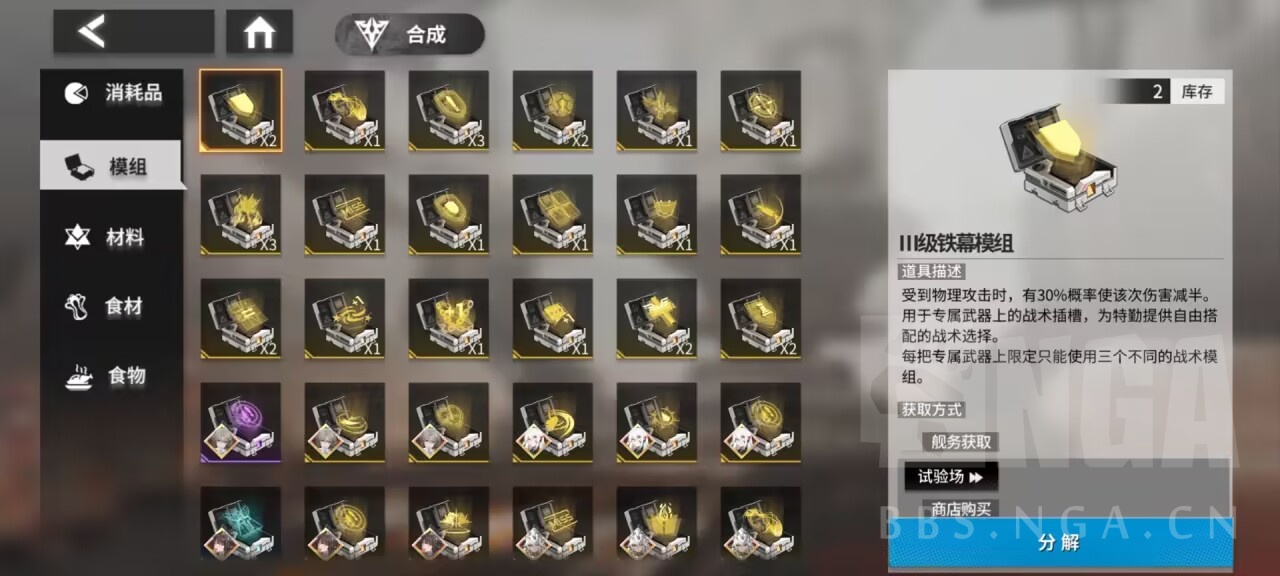 合成
消耗品
模组
材料
食材
食物
X2
X1
X3
X2
X1
X1
X3
X1
X1
X1
X1
X1
X2
X1
X1
X1
X2
X2
2 库存
III级铁幕模组
道具描述
受到物理攻击时，有30%概率使该次伤害减半。
用于专属武器上的战术插槽，为特勤提供自由搭
配的战术选择。
每把专属武器上限定只能使用三个不同的战术模
组。
获取方式
舰务获取
试验场
商店购买
分解
NGA
BBS.NGA.CN